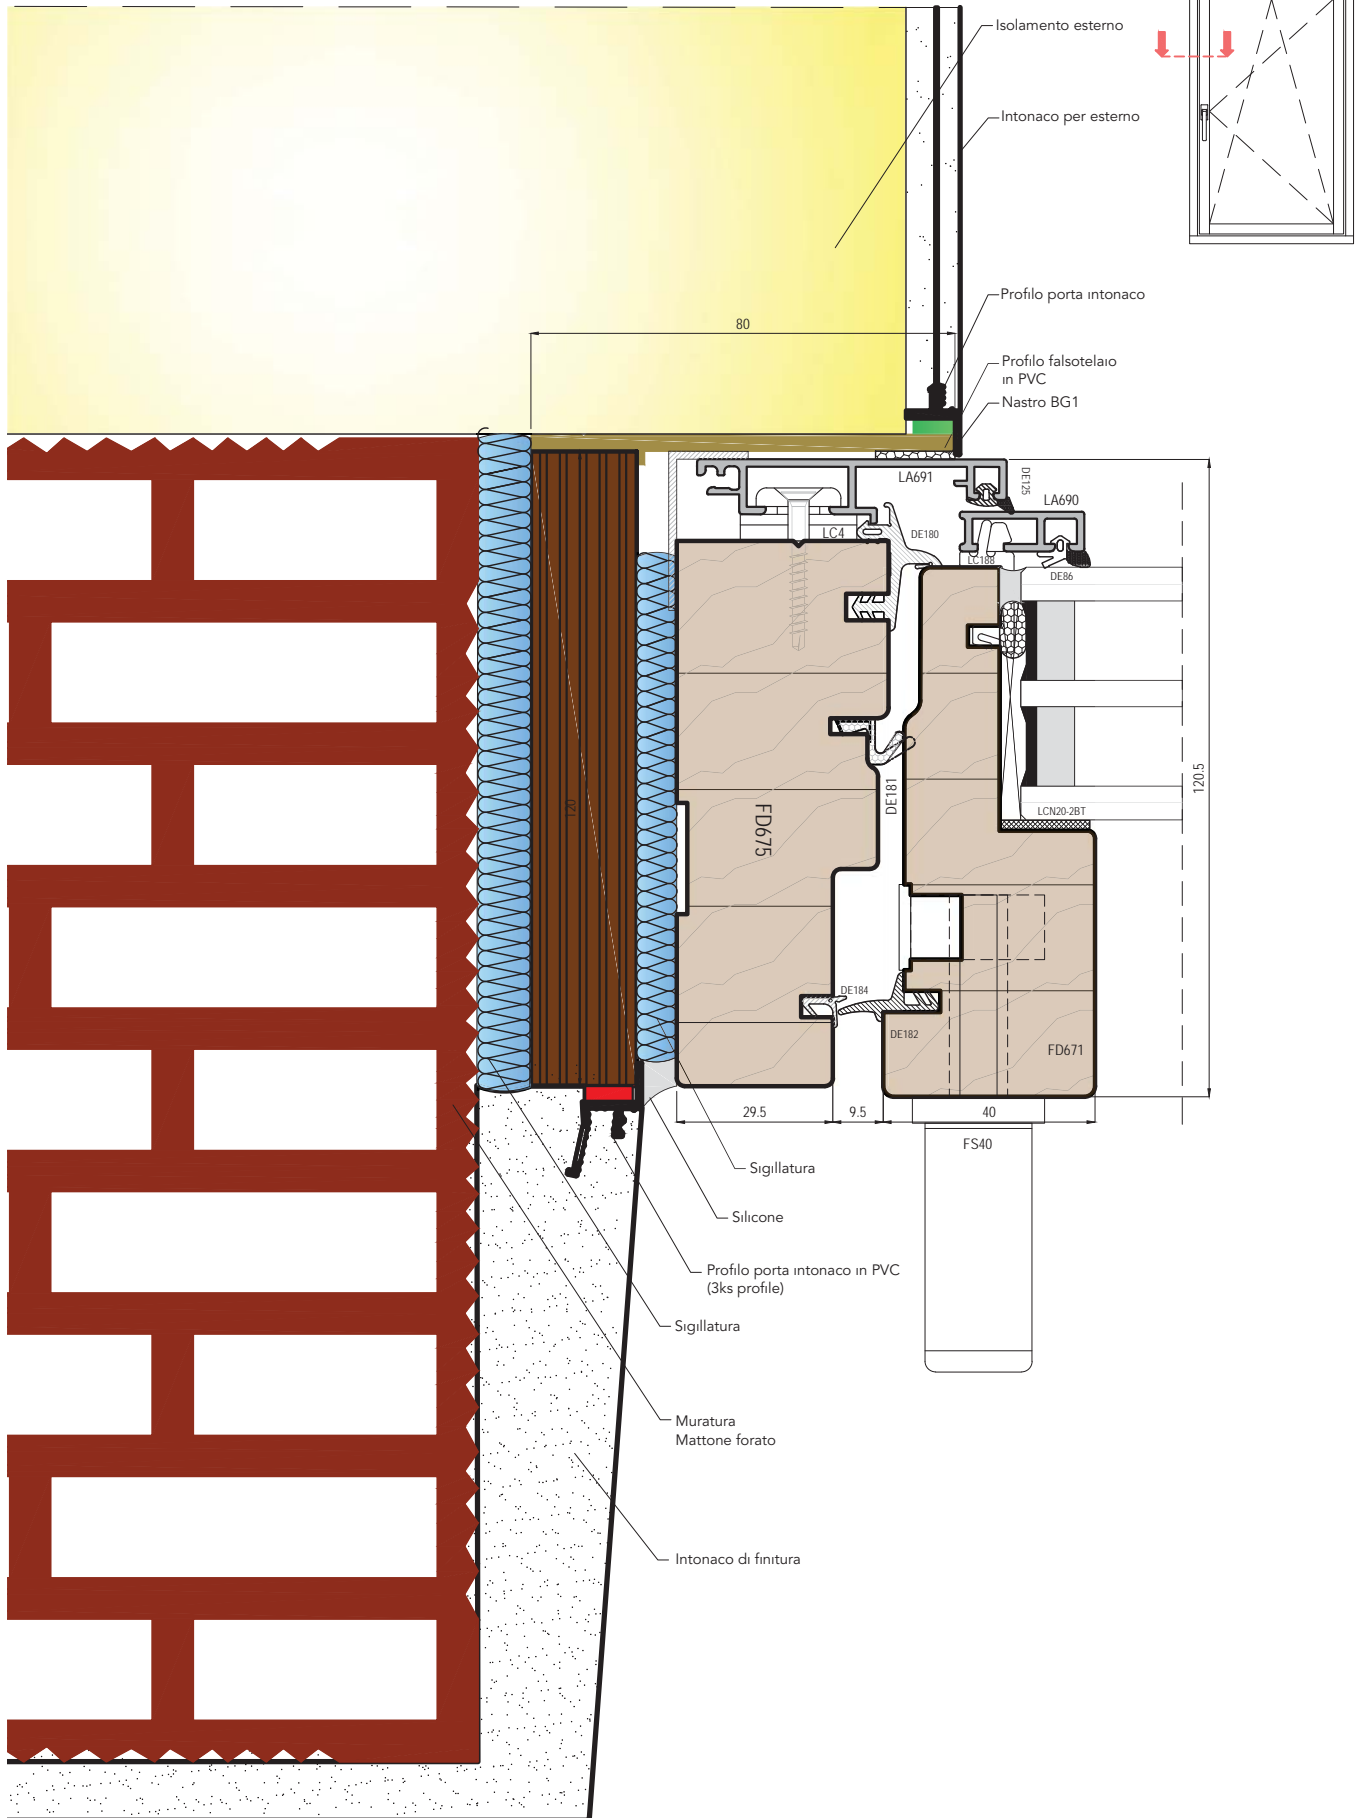 Isolamento esterno
Intonaco per esterno
Profilo porta intonaco
80
Profilo falsotelaio
in PVC
Nastro BG1
LA691
DE125
LA690
LC4
DE180
LC188
DE86
120.5
120
FD675
DE181
LCN20-2BT
DE184
DE182
FD671
29.5
9.5
40
FS40
Sigillatura
Silicone
Profilo porta intonaco in PVC
(3ks profile)
Sigillatura
Muratura
Mattone forato
Intonaco di finitura